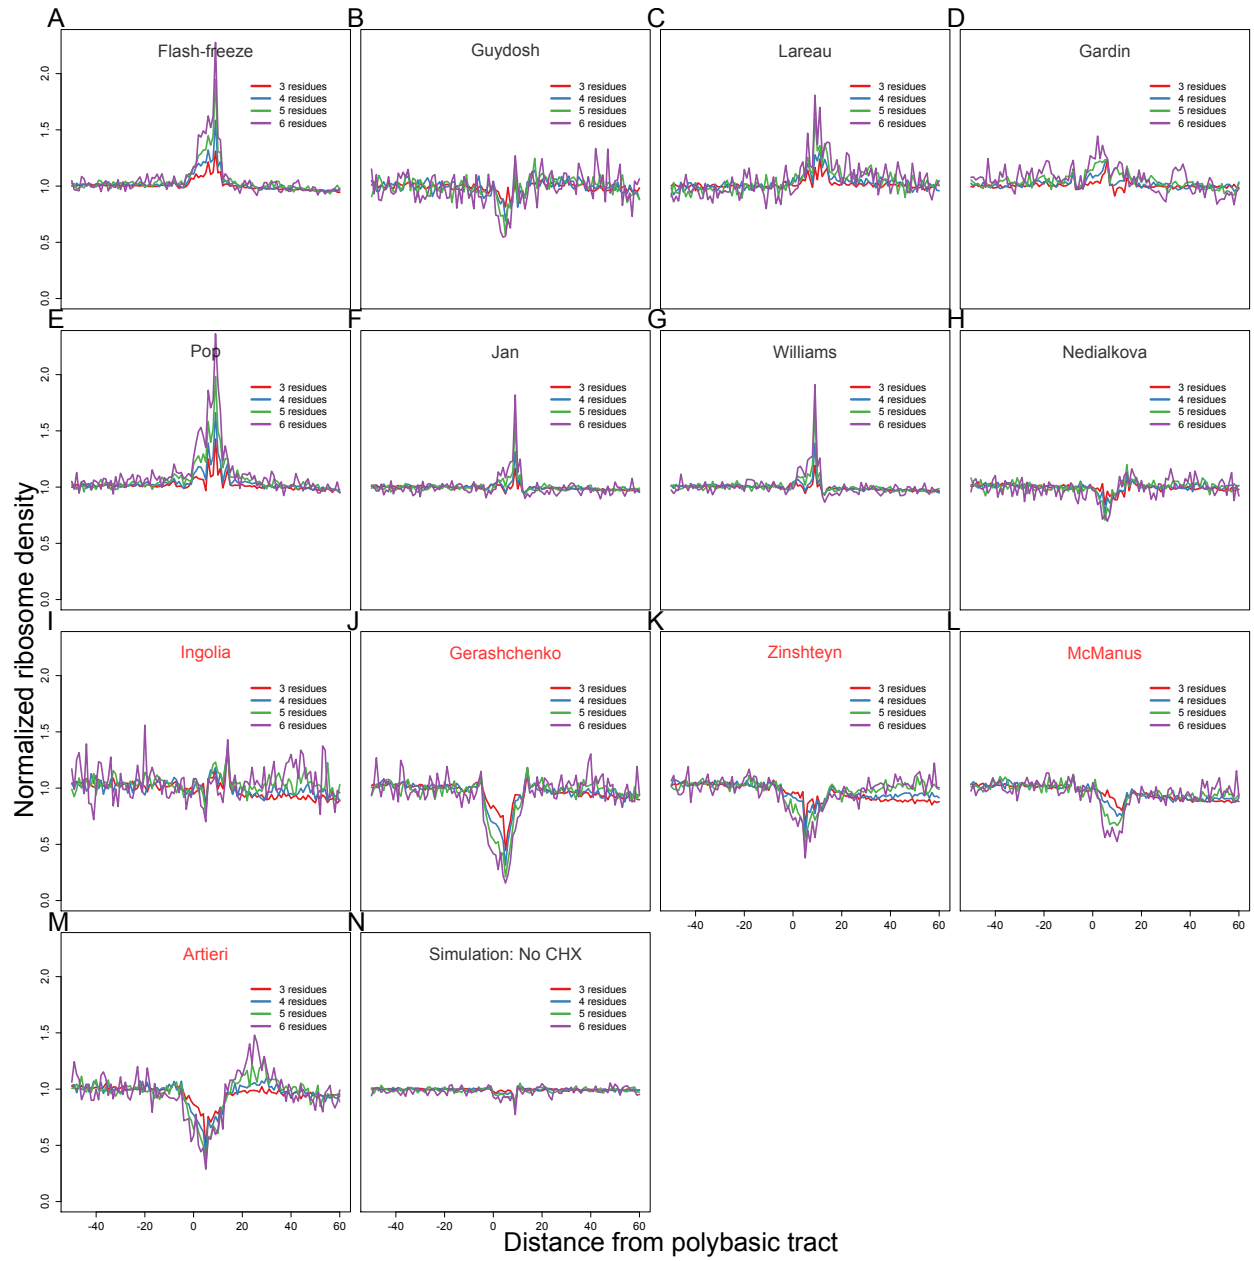 A
B
C
D
Flash-freeze
Guydosh
Lareau
Gardin
3 residues
4 residues
5 residues
6 residues
3 residues
4 residues
5 residues
6 residues
3 residues
4 residues
5 residues
6 residues
3 residues
4 residues
5 residues
6 residues
0.0
0.5
1.0
1.5
2.0
E
F
G
H
Pop
Jan
Williams
Nedialkova
3 residues
4 residues
5 residues
6 residues
3 residues
4 residues
5 residues
6 residues
3 residues
4 residues
5 residues
6 residues
3 residues
4 residues
5 residues
6 residues
0.0
0.5
1.0
1.5
2.0
Normalized ribosome density
I
J
K
L
Ingolia
Gerashchenko
Zinshteyn
McManus
3 residues
4 residues
5 residues
6 residues
3 residues
4 residues
5 residues
6 residues
3 residues
4 residues
5 residues
6 residues
3 residues
4 residues
5 residues
6 residues
0.0
0.5
1.0
1.5
2.0
-40 -20 0 20 40 60
-40 -20 0 20 40 60
M
N
Artieri
Simulation: No CHX
3 residues
4 residues
5 residues
6 residues
3 residues
4 residues
5 residues
6 residues
0.0
0.5
1.0
1.5
2.0
-40 -20 0 20 40 60
-40 -20 0 20 40 60
Distance from polybasic tract